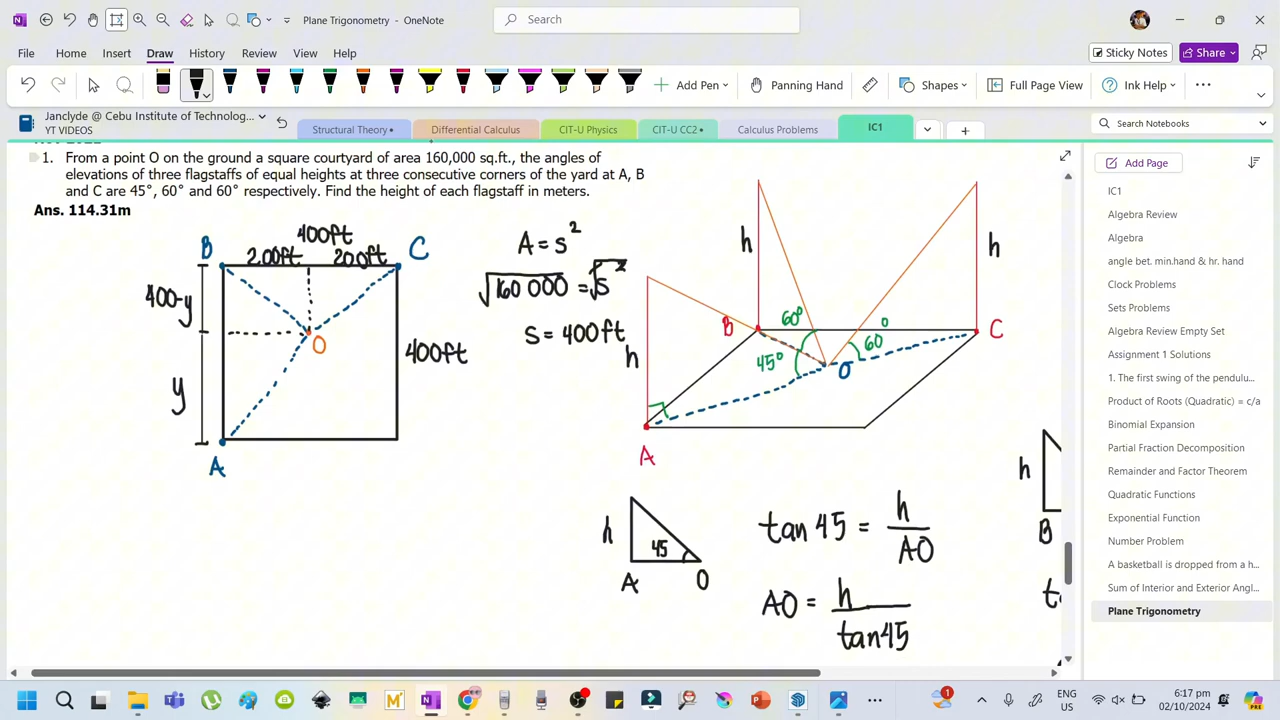 Plane Trigonometry - OneNote
Search
File Home Insert Draw History Review View Help
Sticky Notes
Share
Add Pen
Panning Hand
Shapes
Full Page View
Ink Help
Janclyde @ Cebu Institute of Technolog...
YT VIDEOS
Structural Theory
Differential Calculus
CIT-U Physics
CIT-U CC2
Calculus Problems
IC1
Search Notebooks
1. From a point O on the ground a square courtyard of area 160,000 sq.ft., the angles of
elevations of three flagstaffs of equal heights at three consecutive corners of the yard at A, B
and C are 45°, 60° and 60° respectively. Find the height of each flagstaff in meters.
Ans. 114.31m
400ft
B
200ft 200ft
C
400-y
O
400ft
y
A
A = s²
√160 000 = √s²
s = 400ft
h
h
h
B
60°
60°
C
45°
O
A
h
45
A O
tan 45 = h
AO
AO = h
tan45
h
B
Add Page
IC1
Algebra Review
Algebra
angle bet. min.hand & hr. hand
Clock Problems
Sets Problems
Algebra Review Empty Set
Assignment 1 Solutions
1. The first swing of the pendulu...
Product of Roots (Quadratic) = c/a
Binomial Expansion
Partial Fraction Decomposition
Remainder and Factor Theorem
Quadratic Functions
Exponential Function
Number Problem
A basketball is dropped from a h...
Sum of Interior and Exterior Angl...
Plane Trigonometry
ENG
US
6:17 pm
02/10/2024